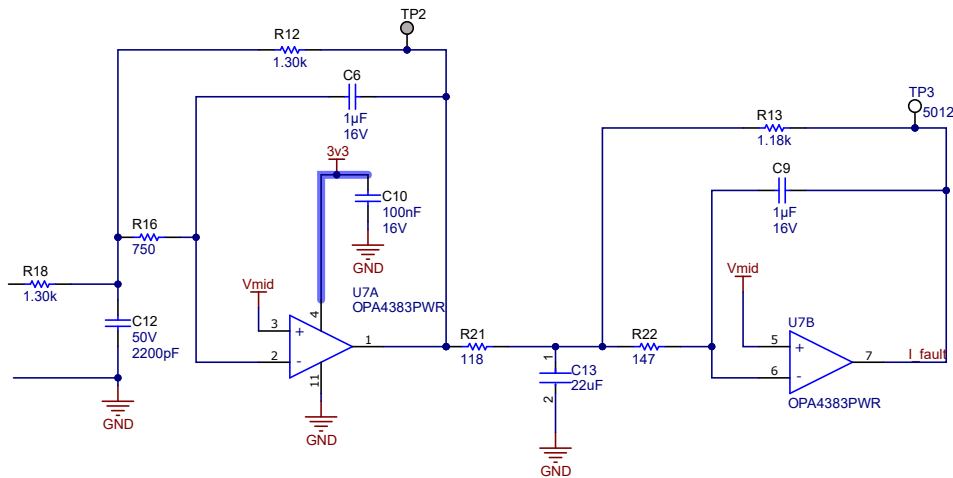 TP2
R12
1.30k
C6
1µF
16V
TP3
5012
R13
1.18k
3v3
C9
1µF
16V
C10
100nF
16V
R16
750
GND
R18
1.30k
Vmid
U7A
OPA4383PWR
Vmid
C12
50V
2200pF
4
3
+
1
2
-
11
R21
118
R22
147
U7B
5
+
7
I_fault
6
-
1
C13
22uF
2
OPA4383PWR
GND
GND
GND